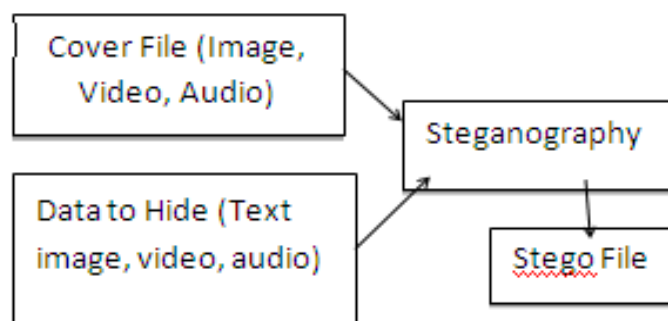 Cover File (Image,
Video, Audio)
Steganography
Data to Hide (Text
image, video, audio)
Stego File